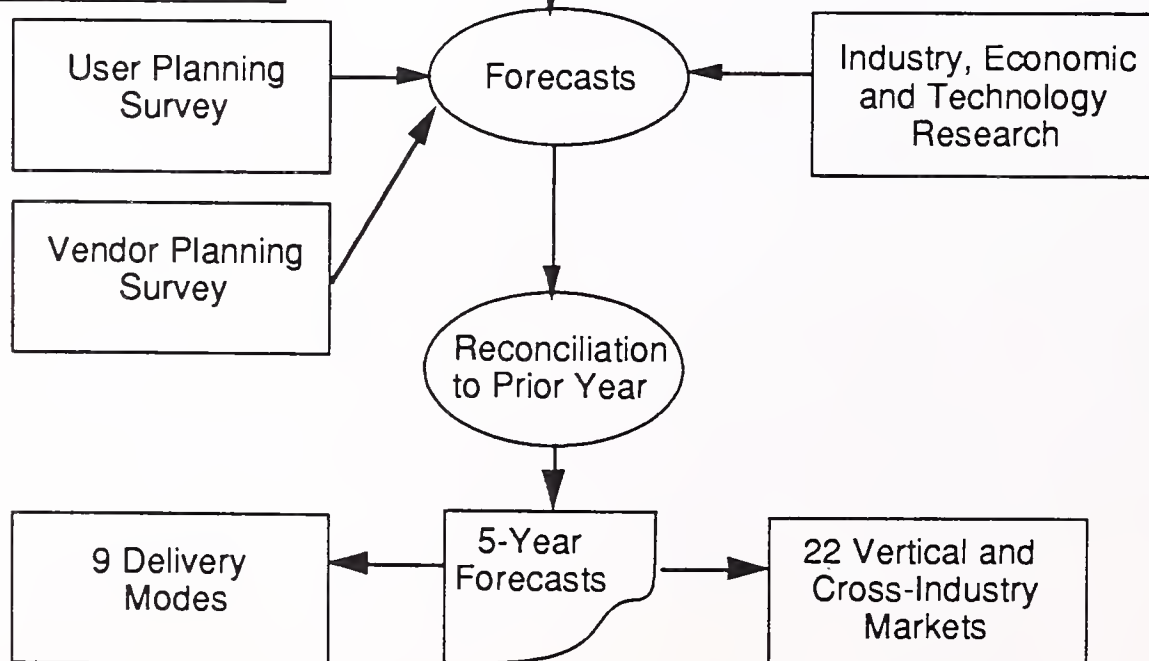 User Planning
Survey
Forecasts
Industry, Economic
and Technology
Research
Vendor Planning
Survey
Reconciliation
to Prior Year
9 Delivery
Modes
5-Year
Forecasts
22 Vertical and
Cross-Industry
Markets